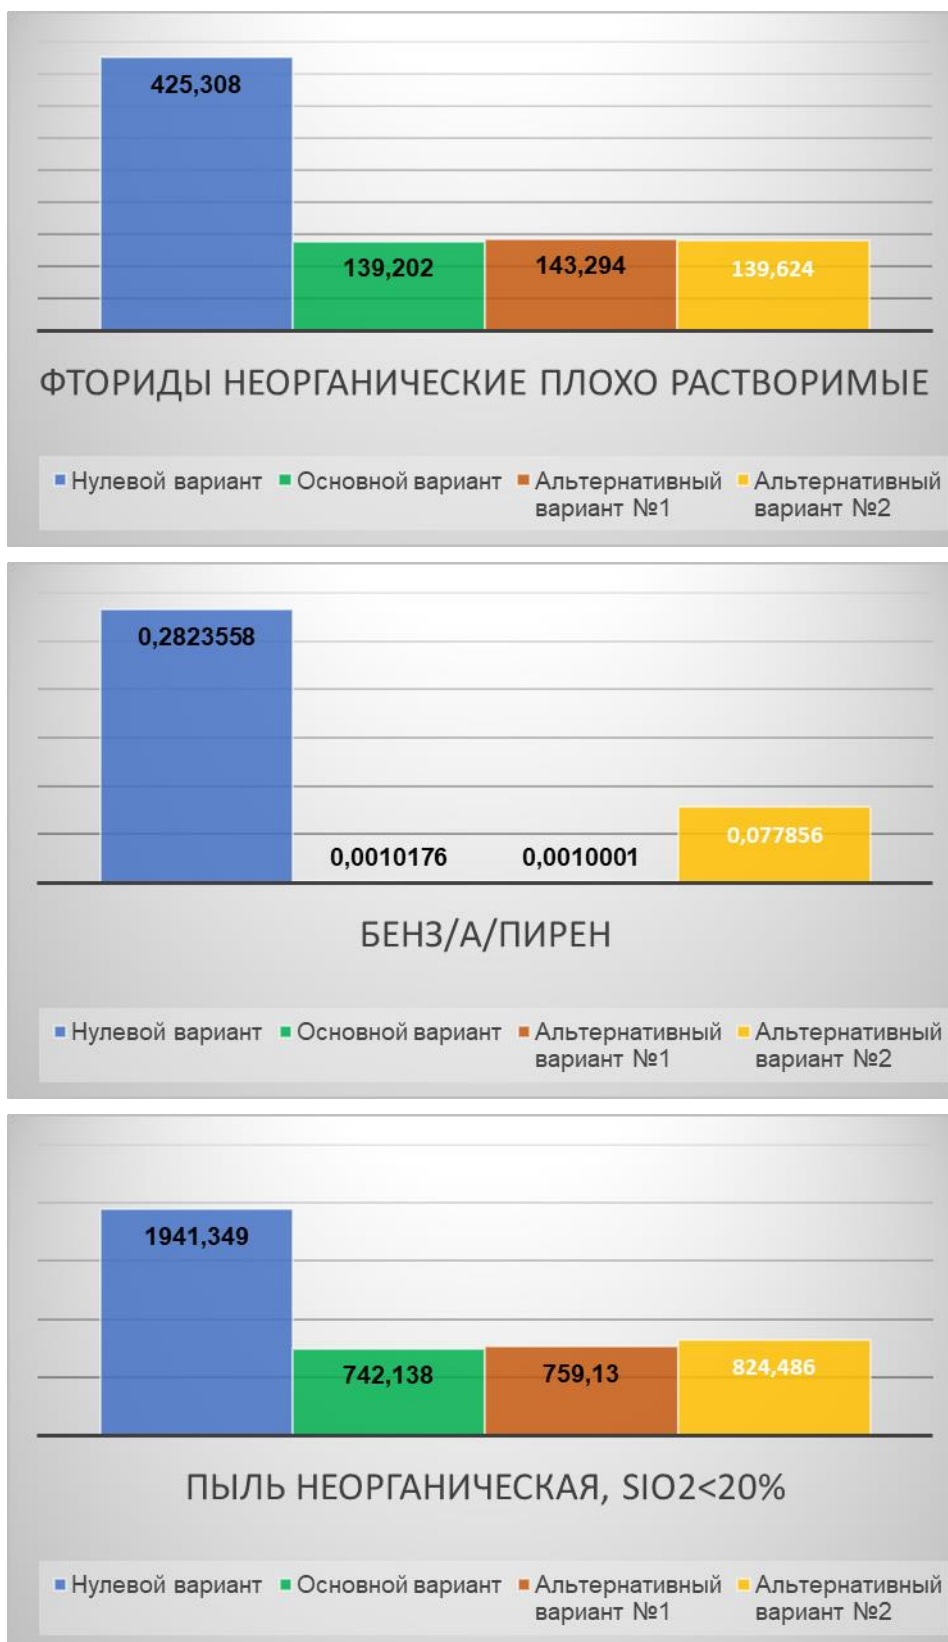 425,308
139,202
143,294
139,624
ФТОРИДЫ НЕОРГАНИЧЕСКИЕ ПЛОХО РАСТВОРИМЫЕ
Нулевой вариант
Основной вариант
Альтернативный
вариант №1
Альтернативный
вариант №2
0,2823558
0,0010176
0,0010001
0,077856
БЕНЗ/А/ПИРЕН
Нулевой вариант
Основной вариант
Альтернативный
вариант №1
Альтернативный
вариант №2
1941,349
742,138
759,13
824,486
ПЫЛЬ НЕОРГАНИЧЕСКАЯ, SIO2<20%
Нулевой вариант
Основной вариант
Альтернативный
вариант №1
Альтернативный
вариант №2